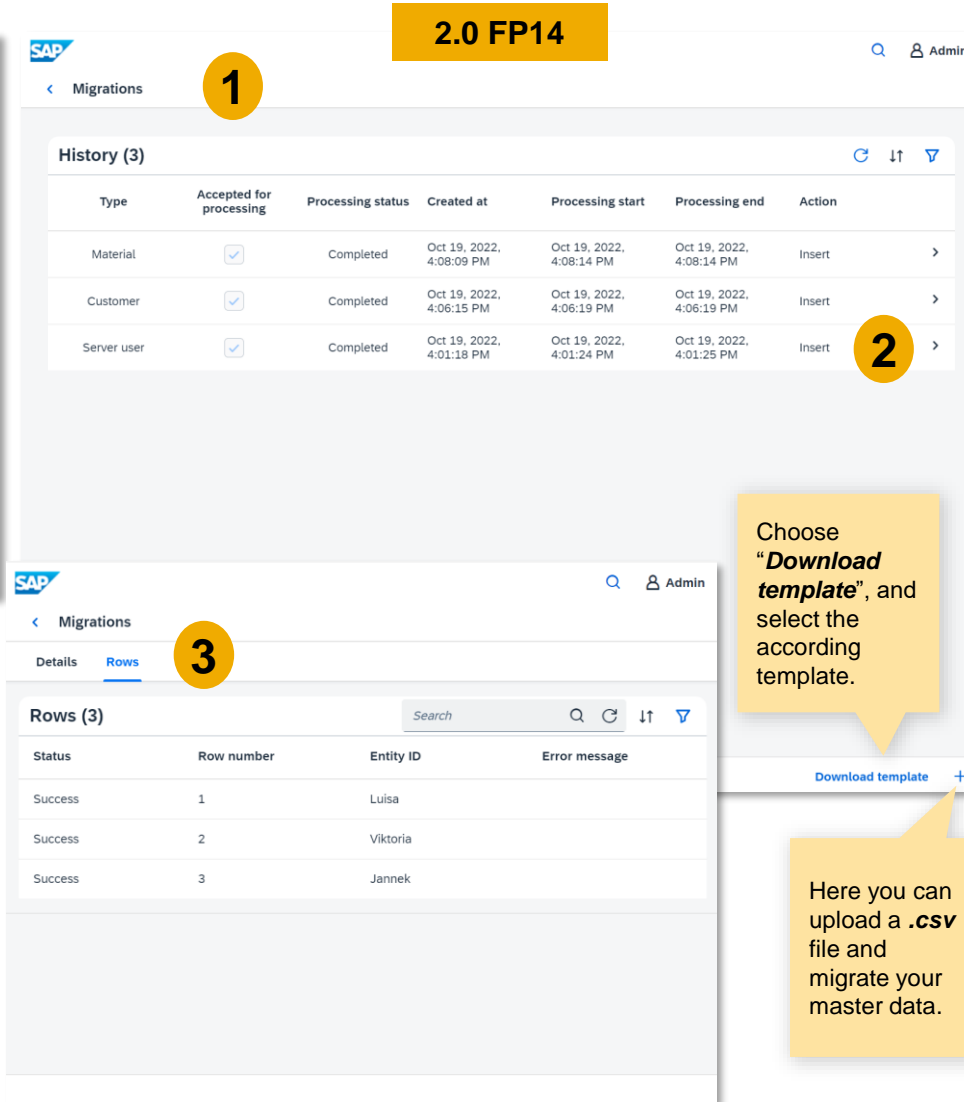 2.0 FP14
SAP
Admin
Migrations
1
History (3)
Type
Accepted for
processing
Processing status
Created at
Processing start
Processing end
Action
Material
Completed
Oct 19, 2022,
4:08:09 PM
Oct 19, 2022,
4:08:14 PM
Oct 19, 2022,
4:08:14 PM
Insert
Customer
Completed
Oct 19, 2022,
4:06:15 PM
Oct 19, 2022,
4:06:19 PM
Oct 19, 2022,
4:06:19 PM
Insert
Server user
Completed
Oct 19, 2022,
4:01:18 PM
Oct 19, 2022,
4:01:24 PM
Oct 19, 2022,
4:01:25 PM
Insert
2
Choose
“Download
template”, and
select the
according
template.
SAP
Admin
Migrations
Details
Rows
3
Rows (3)
Search
Status
Row number
Entity ID
Error message
Success
1
Luisa
Success
2
Viktoria
Success
3
Jannek
Download template
Here you can
upload a .csv
file and
migrate your
master data.